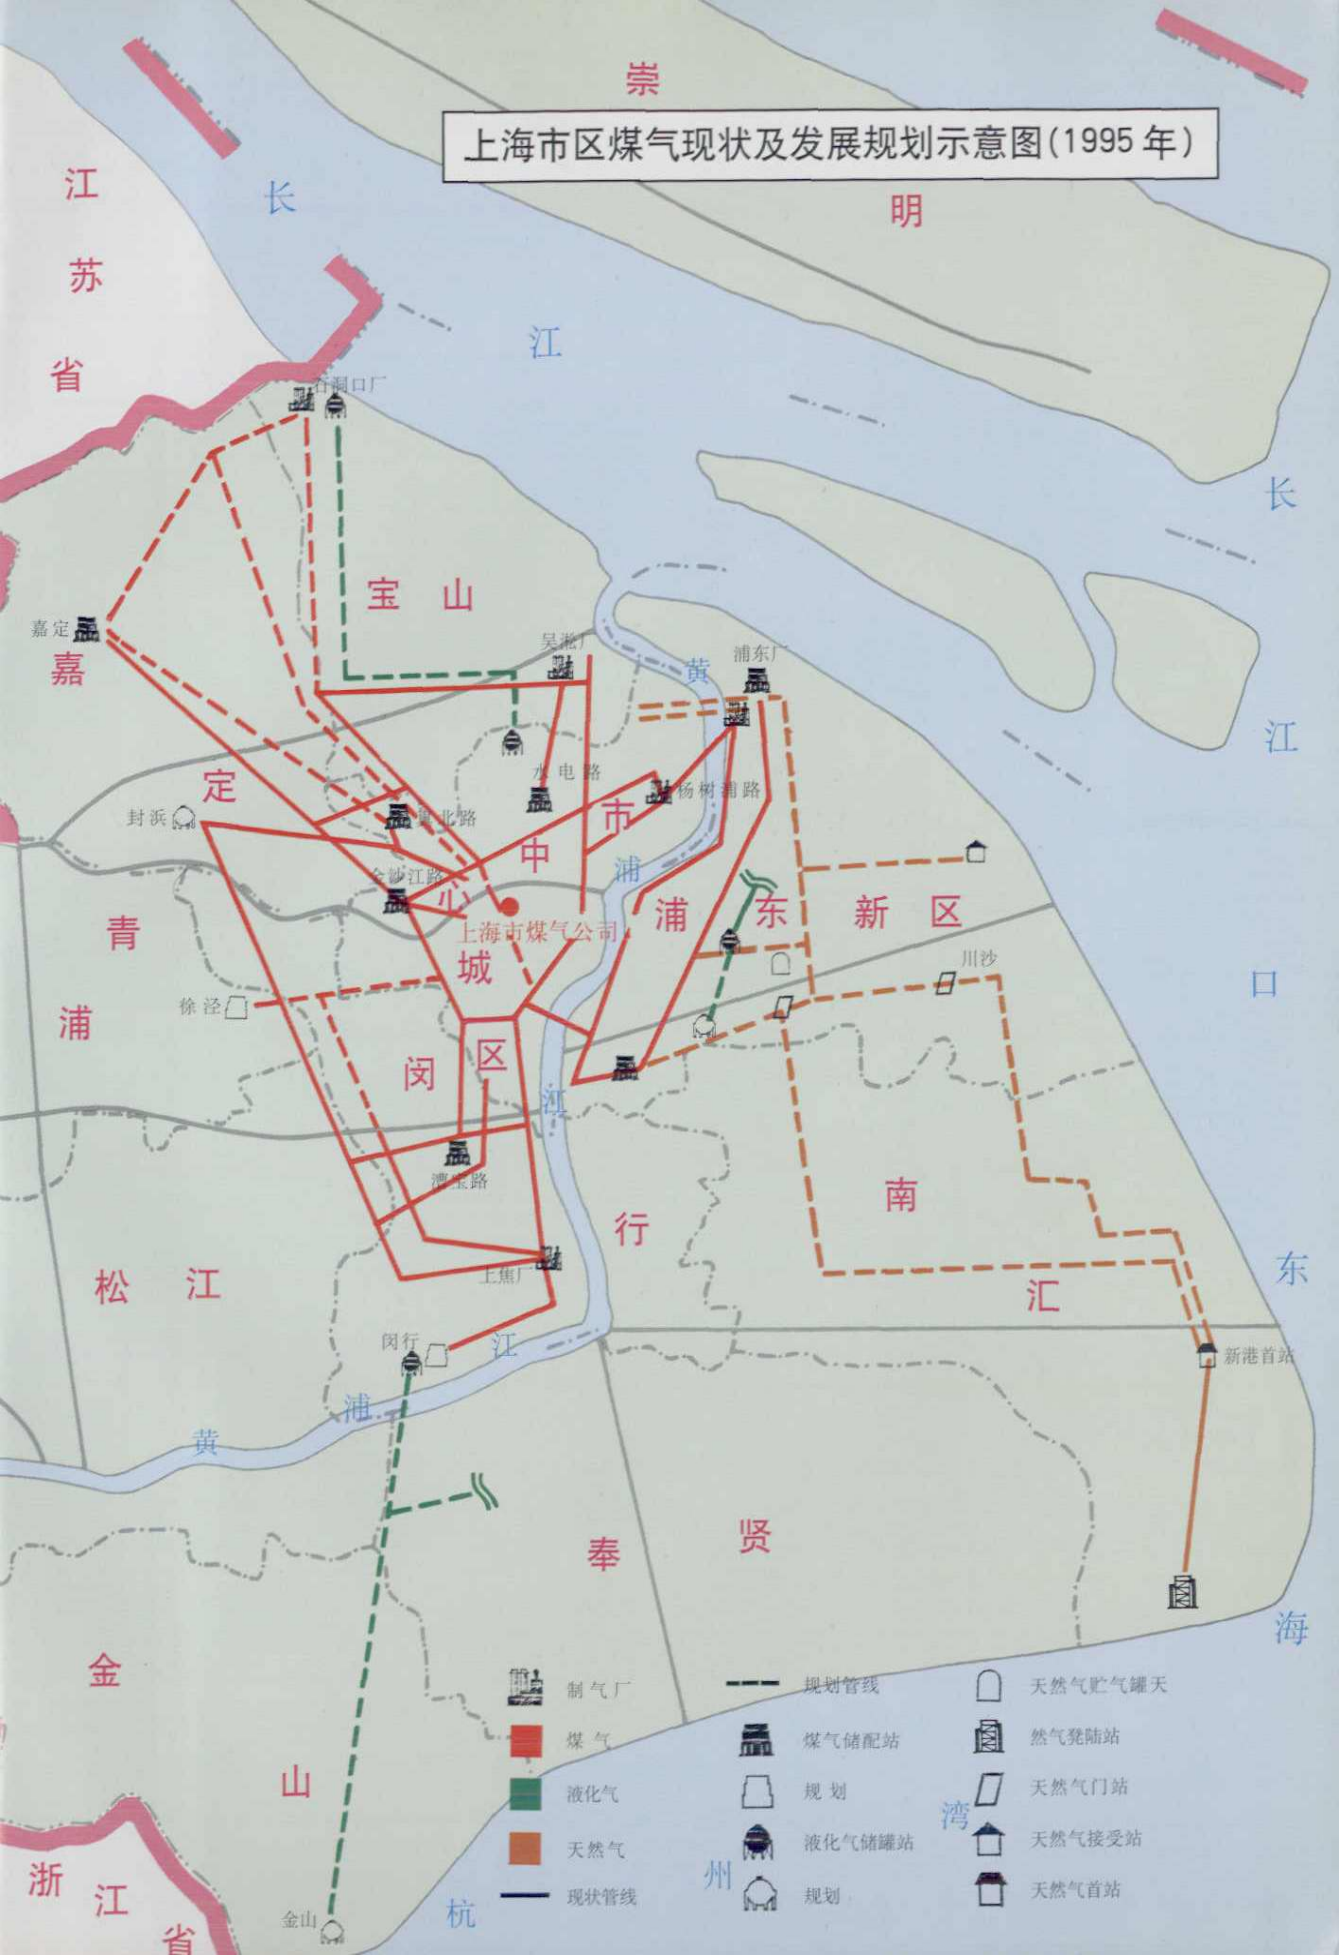 崇
上海市区煤气现状及发展规划示意图(1995年)
明
江
苏
省
长
江
石洞口厂
长
宝山
嘉定
嘉
吴淞厂
黄
浦东厂
江
定
水电路
杨树浦路
封浜
市
中
浦
金沙江路
心
浦东新区
上海市煤气公司
青
城
川沙
口
徐泾
浦
闵
区
江
漕宝路
南
行
松江
上焦厂
汇
东
闵行
江
新港首站
浦
黄
奉
贤
海
金
山
制气厂
煤气
液化气
天然气
现状管线
规划管线
煤气储配站
规划
液化气储罐站
规划
天然气贮气罐天
然气凳陆站
天然气门站
天然气接受站
天然气首站
湾
州
杭
浙
江
省
金山